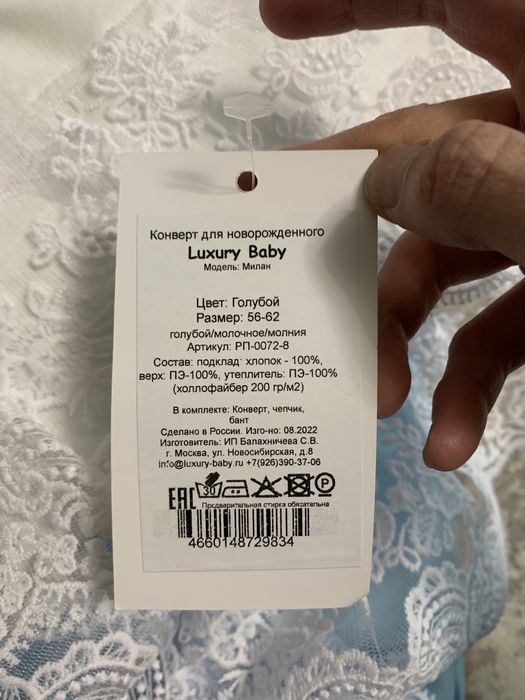 Конверт для новорожденного
Luxury Baby
Модель: Милан
Цвет: Голубой
Размер: 56-62
голубой/молочное/молния
Артикул: РП-0072-8
Состав: подклад: хлопок - 100%,
верх: ПЭ-100%, утеплитель: ПЭ-100%
(холлофайбер 200 гр/м2)
В комплекте: Конверт, чепчик,
бант
Сделано в России. Изго-но: 08.2022
Изготовитель: ИП Балахничева С.В.
г. Москва, ул. Новосибирская, д.8
info@luxury-baby.ru +7(926)390-37-06
ЕАС 30 P
Предварительная стирка обязательна
4660148729834